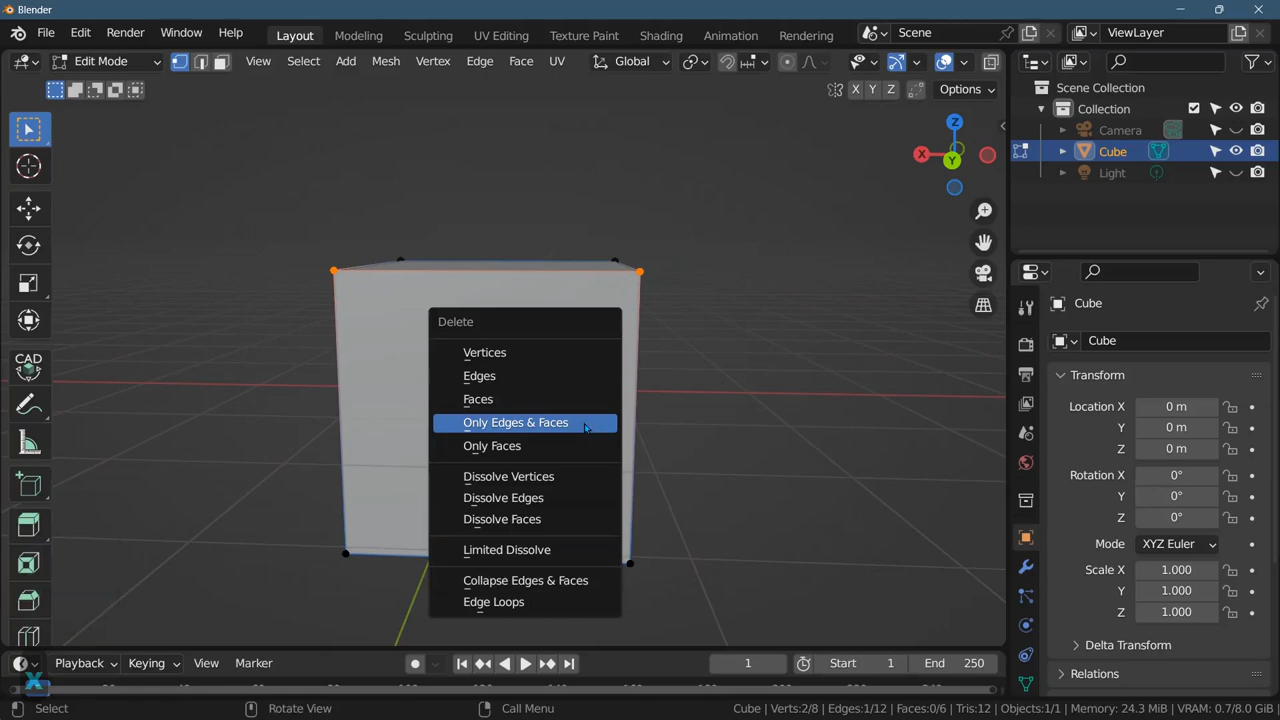 Blender
File Edit Render Window Help Layout Modeling Sculpting UV Editing Texture Paint Shading Animation Rendering Scene ViewLayer
Edit Mode View Select Add Mesh Vertex Edge Face UV Global
X Y Z Options
Scene Collection
Collection
Camera
Cube
Light
Z
X
Y
CAD
Delete
Vertices
Edges
Faces
Only Edges & Faces
Only Faces
Dissolve Vertices
Dissolve Edges
Dissolve Faces
Limited Dissolve
Collapse Edges & Faces
Edge Loops
Cube
Cube
Transform
Location X 0 m
Y 0 m
Z 0 m
Rotation X 0°
Y 0°
Z 0°
Mode XYZ Euler
Scale X 1.000
Y 1.000
Z 1.000
Delta Transform
Relations
Playback Keying View Marker 1 Start 1 End 250
X
Select Rotate View Call Menu Cube | Verts:2/8 | Edges:1/12 | Faces:0/6 | Tris:12 | Objects:1/1 | Memory: 24.3 MiB | VRAM: 0.7/8.0 GiB